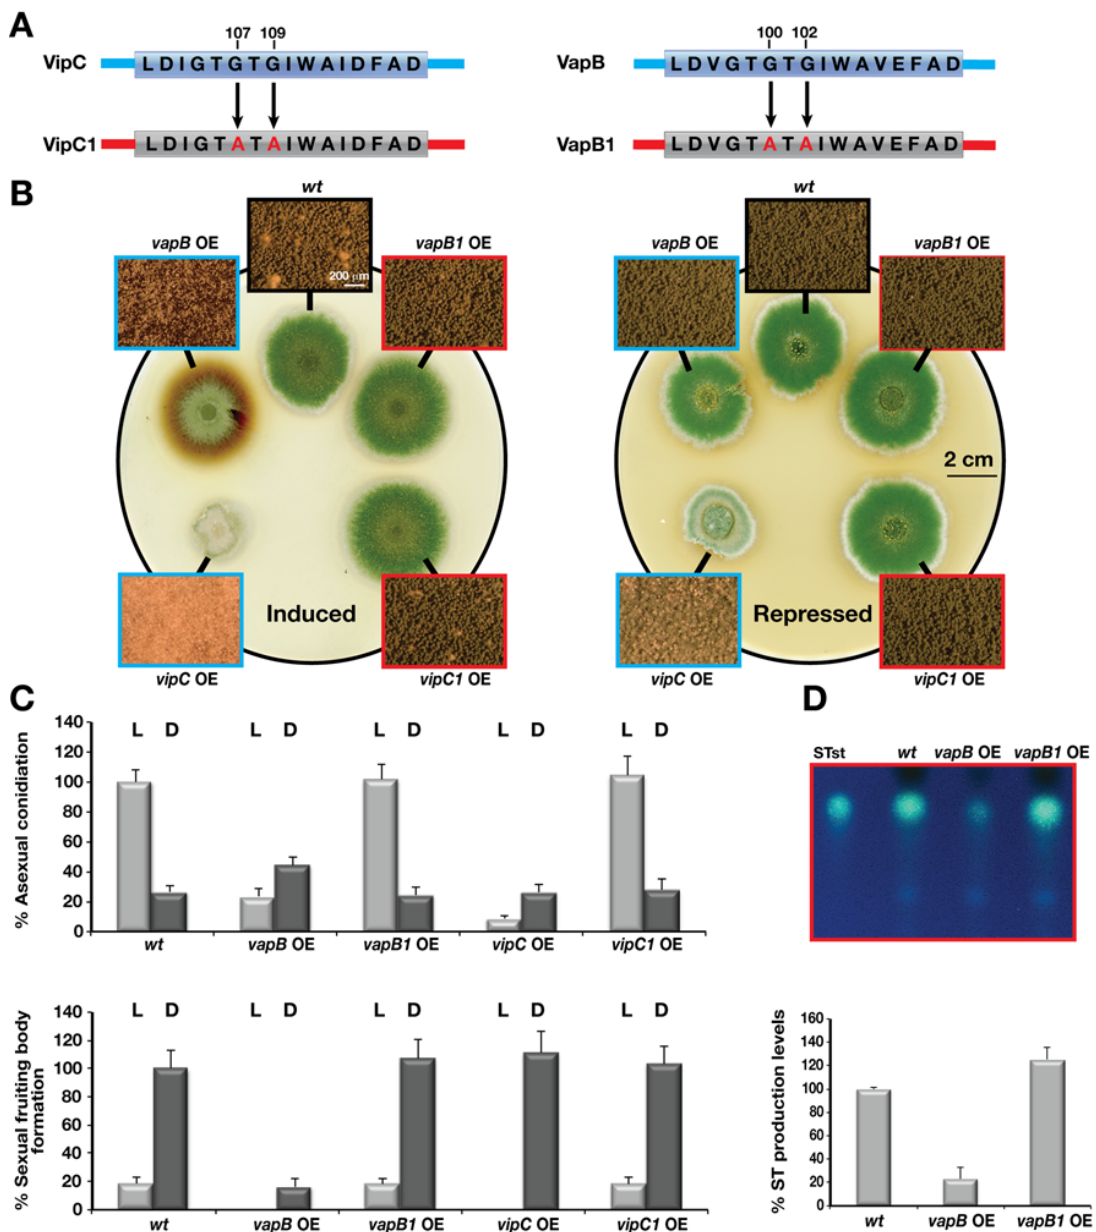 A
107 109
VipC LDIGTGTGIWAIDFAD
VipC1 LDIGTATAIWAIDFAD
100 102
VapB LDVGTGTGIWAVEFAD
VapB1 LDVGTATAIWAVEFAD
B
wt
vapB OE
vapB1 OE
200 µm
Induced
vipC OE
vipC1 OE
wt
vapB OE
vapB1 OE
2 cm
Repressed
vipC OE
vipC1 OE
C
% Asexual conidiation
140
120
100
80
60
40
20
0
L D L D L D L D L D
wt vapB OE vapB1 OE vipC OE vipC1 OE
% Sexual fruiting body
formation
140
120
100
80
60
40
20
0
L D L D L D L D L D
wt vapB OE vapB1 OE vipC OE vipC1 OE
D
STst wt vapB OE vapB1 OE
% ST production levels
160
140
120
100
80
60
40
20
0
wt vapB OE vapB1 OE